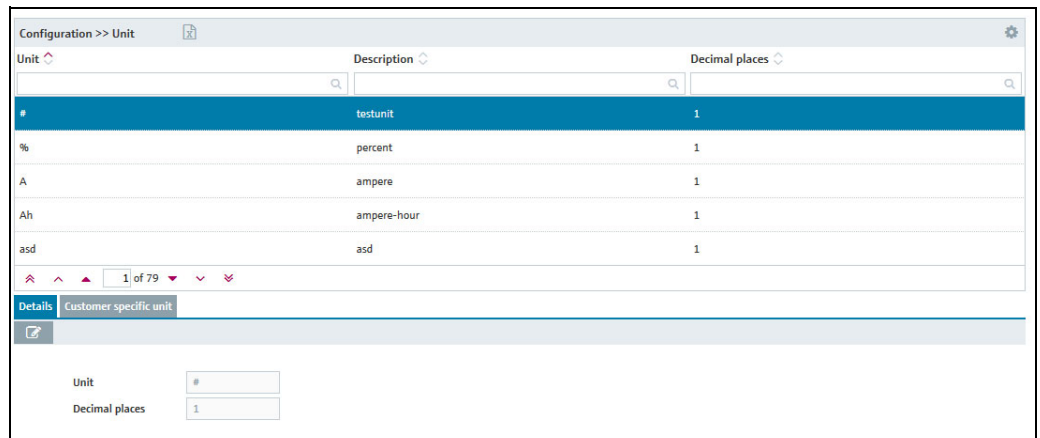 Configuration >> Unit
Unit Description Decimal places
# testunit 1
% percent 1
A ampere 1
Ah ampere-hour 1
asd asd 1
1 of 79
Details Customer specific unit
Unit #
Decimal places 1